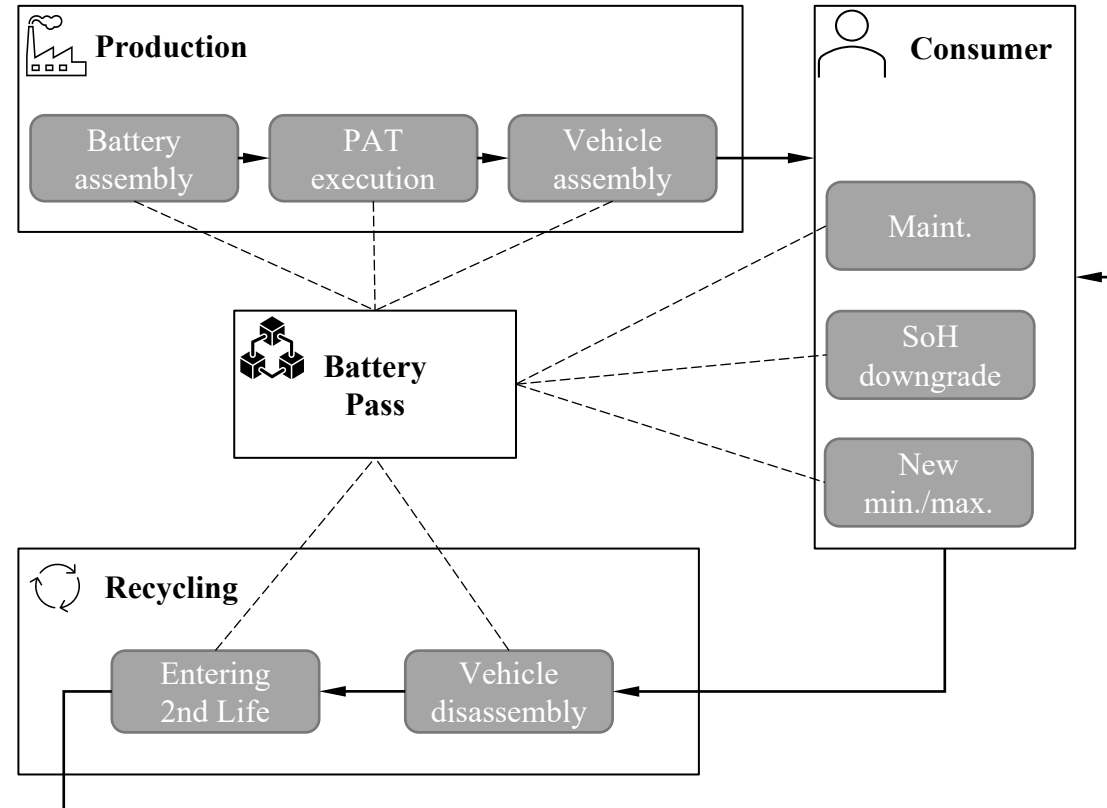 Production
Battery
assembly
PAT
execution
Vehicle
assembly
Consumer
Maint.
SoH
downgrade
New
min./max.
Battery
Pass
Recycling
Entering
2nd Life
Vehicle
disassembly